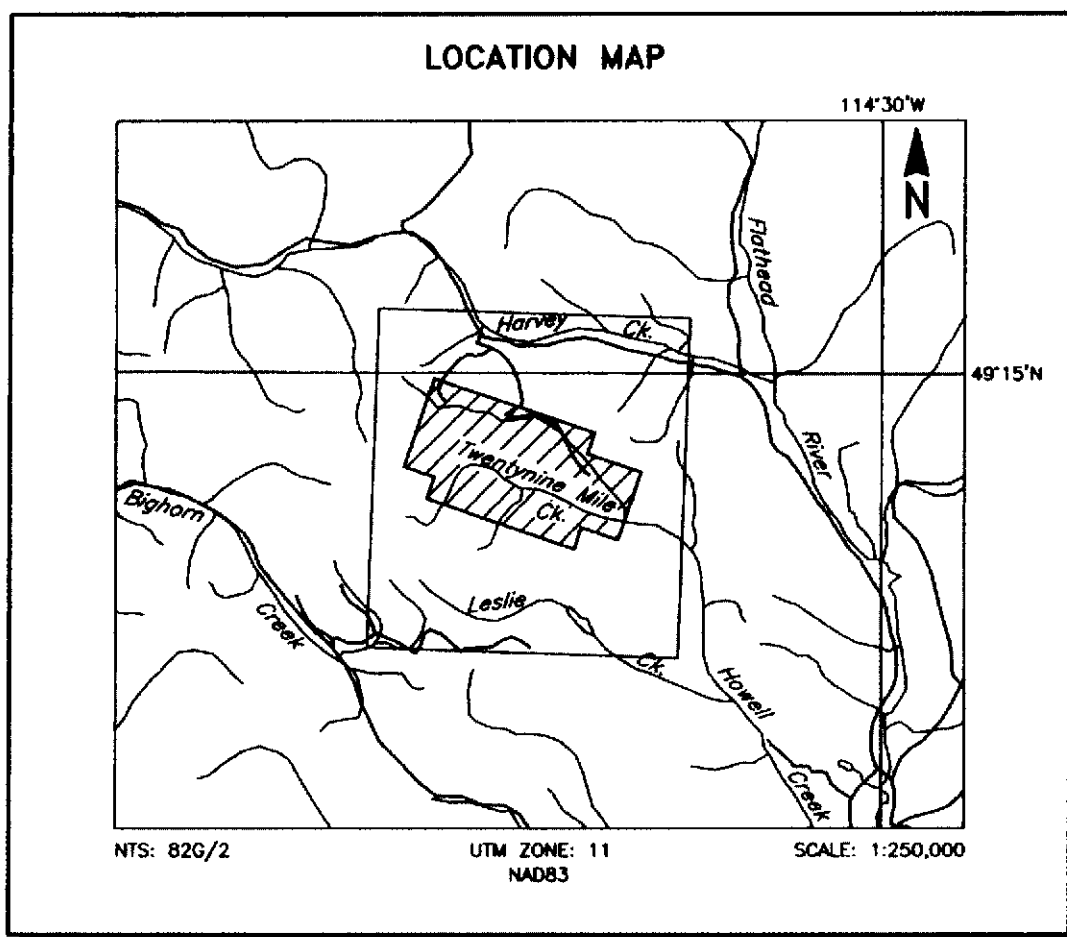 LOCATION MAP
114°30'W
N
Flathead
River
Harvey
Ck.
49°15'N
Twentynine Mile
Ck.
Bighorn
Creek
Leslie
Ck.
Howell
Creek
NTS: 82G/2
UTM ZONE: 11
SCALE: 1:250,000
NAD83